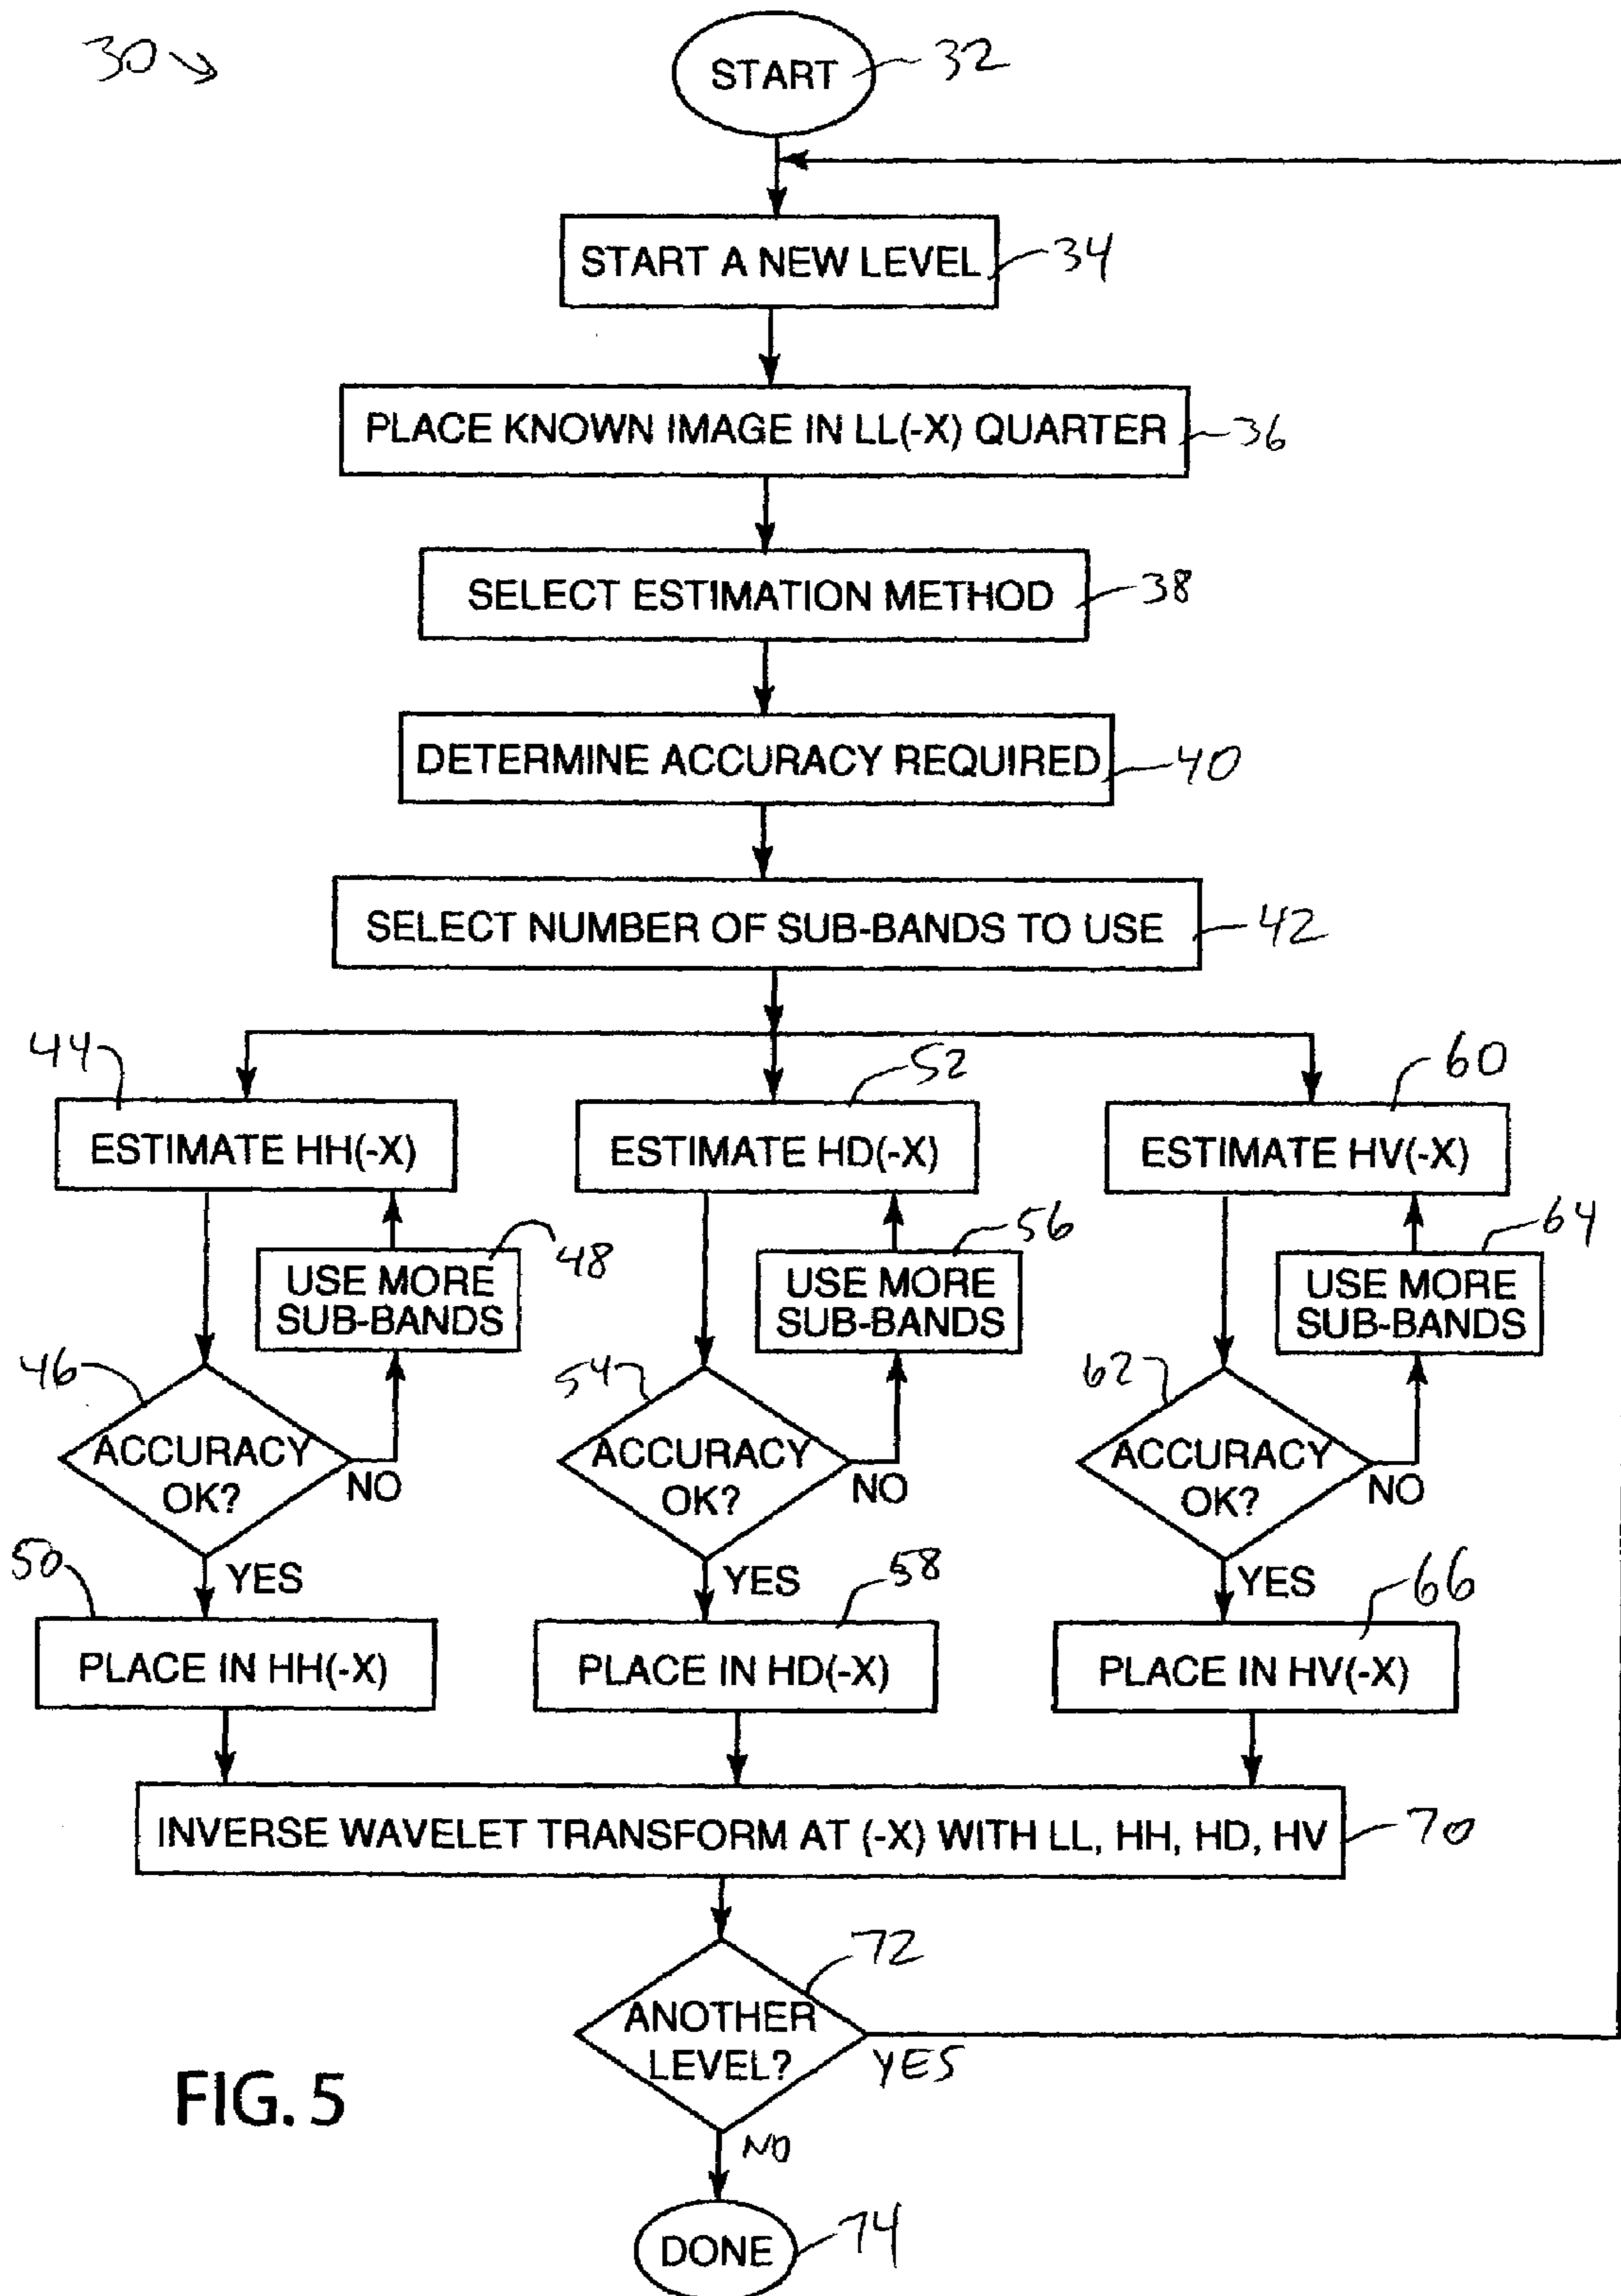 30
START
32
START A NEW LEVEL
34
PLACE KNOWN IMAGE IN LL(-X) QUARTER
36
SELECT ESTIMATION METHOD
38
DETERMINE ACCURACY REQUIRED
40
SELECT NUMBER OF SUB-BANDS TO USE
42
44
52
60
ESTIMATE HH(-X)
ESTIMATE HD(-X)
ESTIMATE HV(-X)
48
56
64
USE MORE
SUB-BANDS
USE MORE
SUB-BANDS
USE MORE
SUB-BANDS
46
54
62
ACCURACY
OK?
NO
ACCURACY
OK?
NO
ACCURACY
OK?
NO
50
YES
YES
58
YES
66
PLACE IN HH(-X)
PLACE IN HD(-X)
PLACE IN HV(-X)
INVERSE WAVELET TRANSFORM AT (-X) WITH LL, HH, HD, HV
70
72
ANOTHER
LEVEL?
YES
FIG. 5
NO
DONE
74